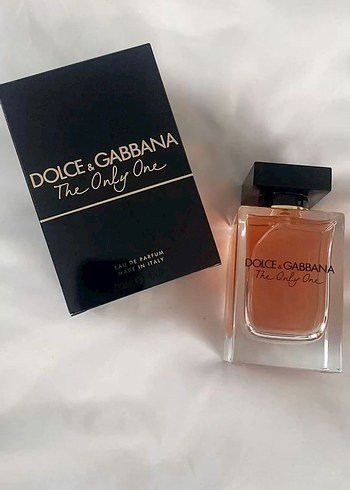 DOLCE & GABBANA
The Only One
EAU DE PARFUM
MADE IN ITALY
DOLCE & GABBANA
The Only One